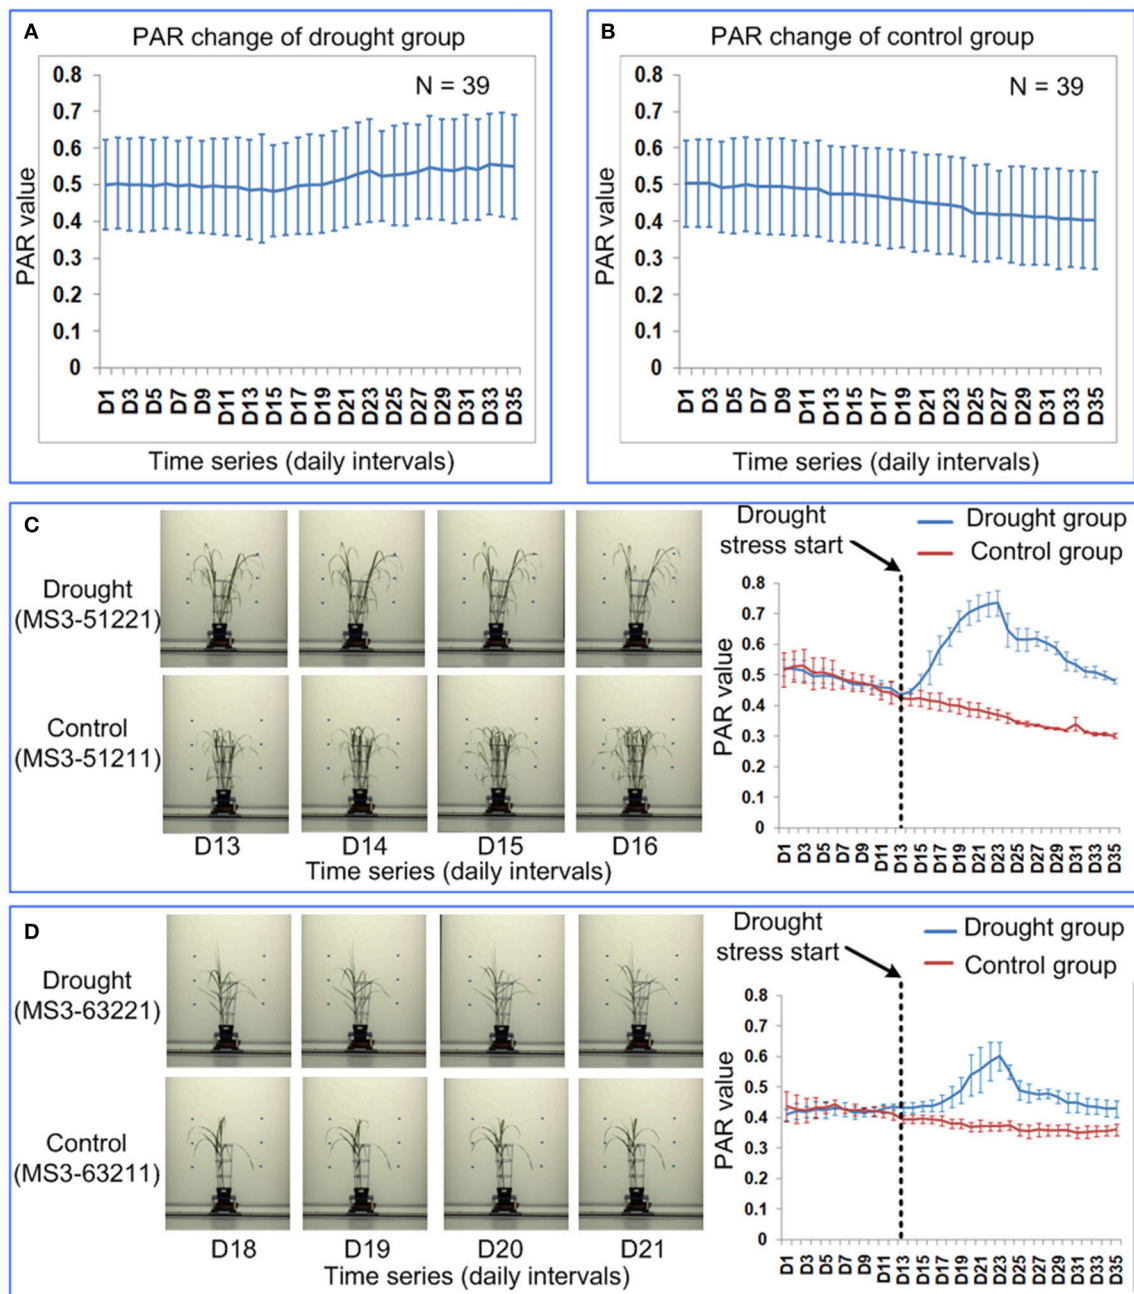 A
PAR change of drought group
N = 39
PAR value
0.8
0.7
0.6
0.5
0.4
0.3
0.2
0.1
0
D1 D3 D5 D7 D9 D11 D13 D15 D17 D19 D21 D23 D25 D27 D29 D31 D33 D35
Time series (daily intervals)
B
PAR change of control group
N = 39
PAR value
0.8
0.7
0.6
0.5
0.4
0.3
0.2
0.1
0
D1 D3 D5 D7 D9 D11 D13 D15 D17 D19 D21 D23 D25 D27 D29 D31 D33 D35
Time series (daily intervals)
C
Drought
(MS3-51221)
Control
(MS3-51211)
D13 D14 D15 D16
Time series (daily intervals)
Drought
stress start
Drought group
Control group
PAR value
0.8
0.7
0.6
0.5
0.4
0.3
0.2
0.1
0
D1 D3 D5 D7 D9 D11 D13 D15 D17 D19 D21 D23 D25 D27 D29 D31 D33 D35
D
Drought
(MS3-63221)
Control
(MS3-63211)
D18 D19 D20 D21
Time series (daily intervals)
Drought
stress start
Drought group
Control group
PAR value
0.8
0.7
0.6
0.5
0.4
0.3
0.2
0.1
0
D1 D3 D5 D7 D9 D11 D13 D15 D17 D19 D21 D23 D25 D27 D29 D31 D33 D35